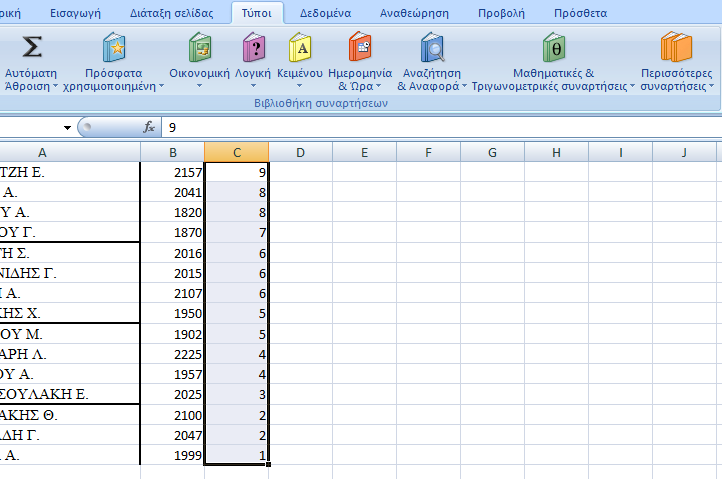 ρική Εισαγωγή Διάταξη σελίδας Τύποι Δεδομένα Αναθεώρηση Προβολή Πρόσθετα
Αυτόματη Άθροιση Πρόσφατα χρησιμοποιημένη Οικονομική Λογική Κειμένου Ημερομηνία & Ώρα Αναζήτηση & Αναφορά Μαθηματικές & Τριγωνομετρικές συναρτήσεις Περισσότερες συναρτήσεις
Βιβλιοθήκη συναρτήσεων
fx 9
A B C D E F G H I J
ΤΖΗ Ε. 2157 9
Α. 2041 8
Υ Α. 1820 8
ΟΥ Γ. 1870 7
ΤΗ Σ. 2016 6
ΝΙΔΗΣ Γ. 2015 6
Α. 2107 6
ΚΗΣ Χ. 1950 5
ΟΥ Μ. 1902 5
ΑΡΗ Λ. 2225 4
ΟΥ Α. 1957 4
ΣΟΥΛΑΚΗ Ε. 2025 3
ΑΚΗΣ Θ. 2100 2
ΔΗ Γ. 2047 2
Α. 1999 1